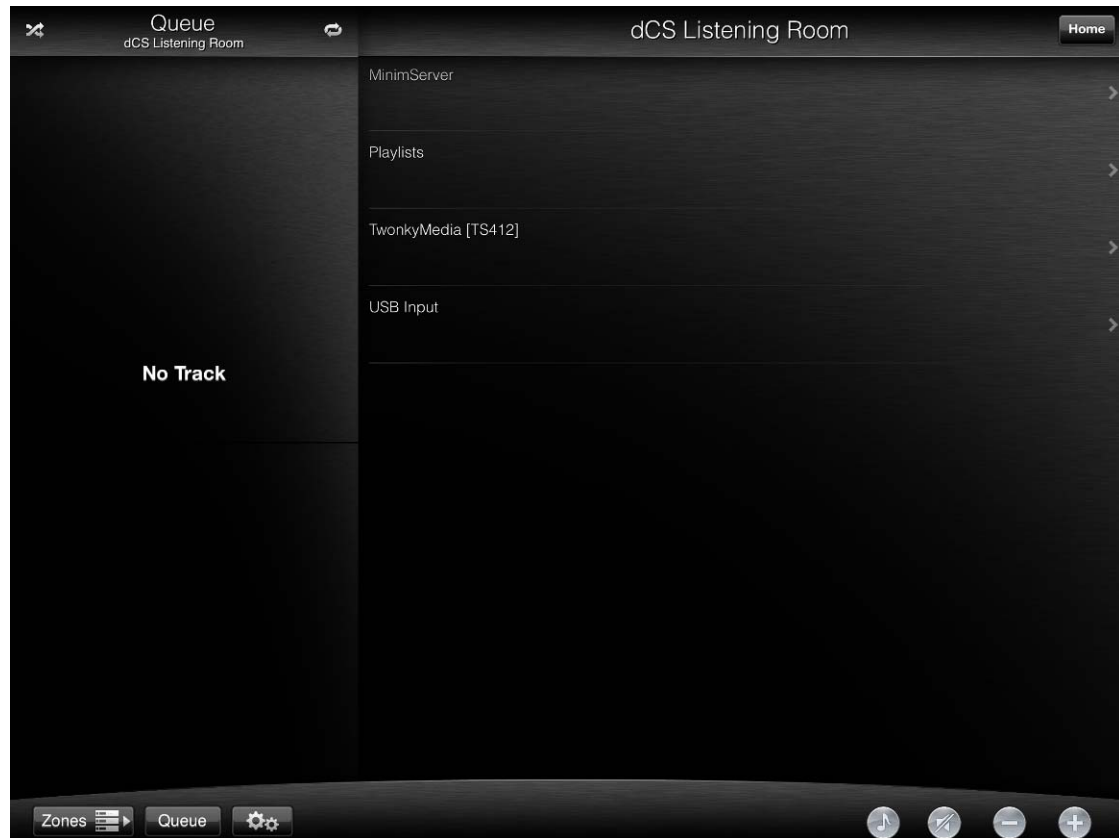 Queue
dCS Listening Room
dCS Listening Room
Home
MinimServer
Playlists
TwonkyMedia [TS412]
USB Input
No Track
Zones
Queue